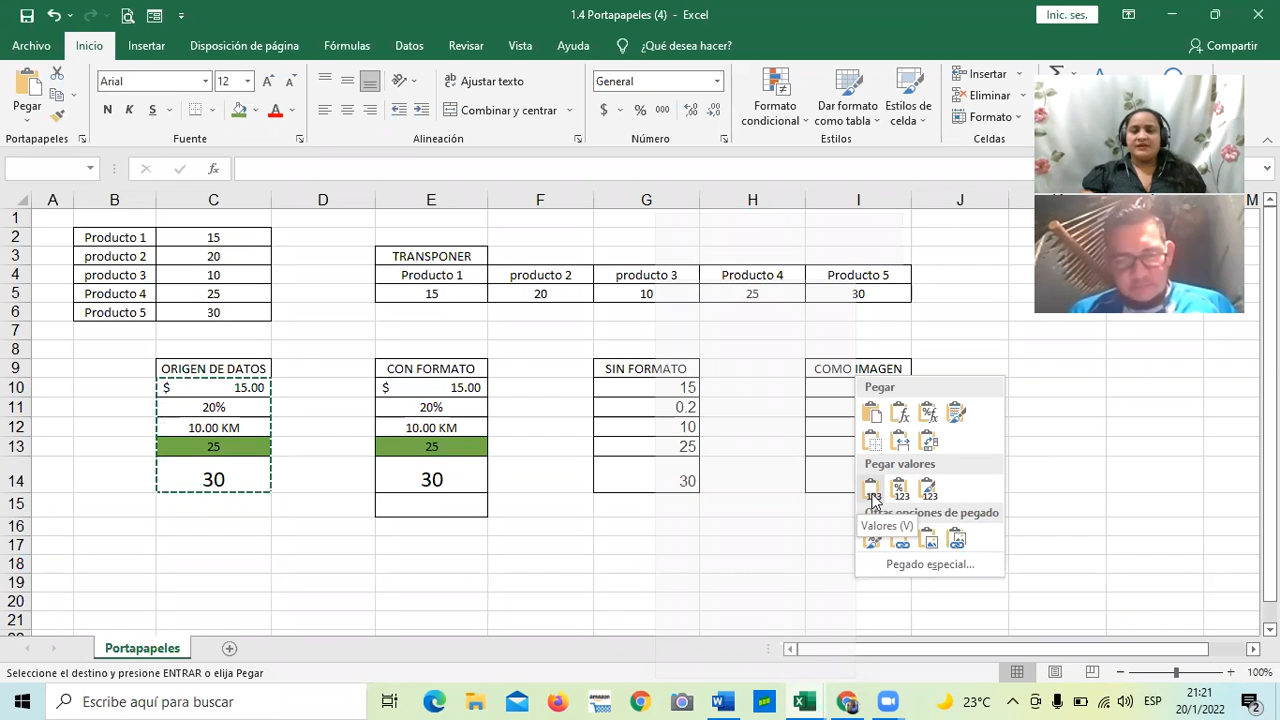 1.4 Portapapeles (4) - Excel
Inic. ses.
Archivo Inicio Insertar Disposición de página Fórmulas Datos Revisar Vista Ayuda ¿Qué desea hacer? Compartir
Pegar
Arial 12
N K S
Ajustar texto
Combinar y centrar
General
$ % 000
Formato condicional
Dar formato como tabla
Estilos de celda
Insertar
Eliminar
Formato
Portapapeles Fuente Alineación Número Estilos Celdas
fx
A B C D E F G H I J M
1
2 Producto 1 15
3 producto 2 20 TRANSPONER
4 producto 3 10 Producto 1 producto 2 producto 3 Producto 4 Producto 5
5 Producto 4 25 15 20 10 25 30
6 Producto 5 30
7
8
9 ORIGEN DE DATOS CON FORMATO SIN FORMATO COMO IMAGEN
10 $ 15.00 $ 15.00 15
11 20% 20% 0.2
12 10.00 KM 10.00 KM 10
13 25 25 25
14 30 30 30
15
16
17
18
19
20
21
Pegar
Pegar valores
Otras opciones de pegado
Valores (V)
Pegado especial...
Portapapeles
Seleccione el destino y presione ENTRAR o elija Pegar
100%
Escribe aquí para buscar
23°C
ESP
21:21
20/1/2022
2